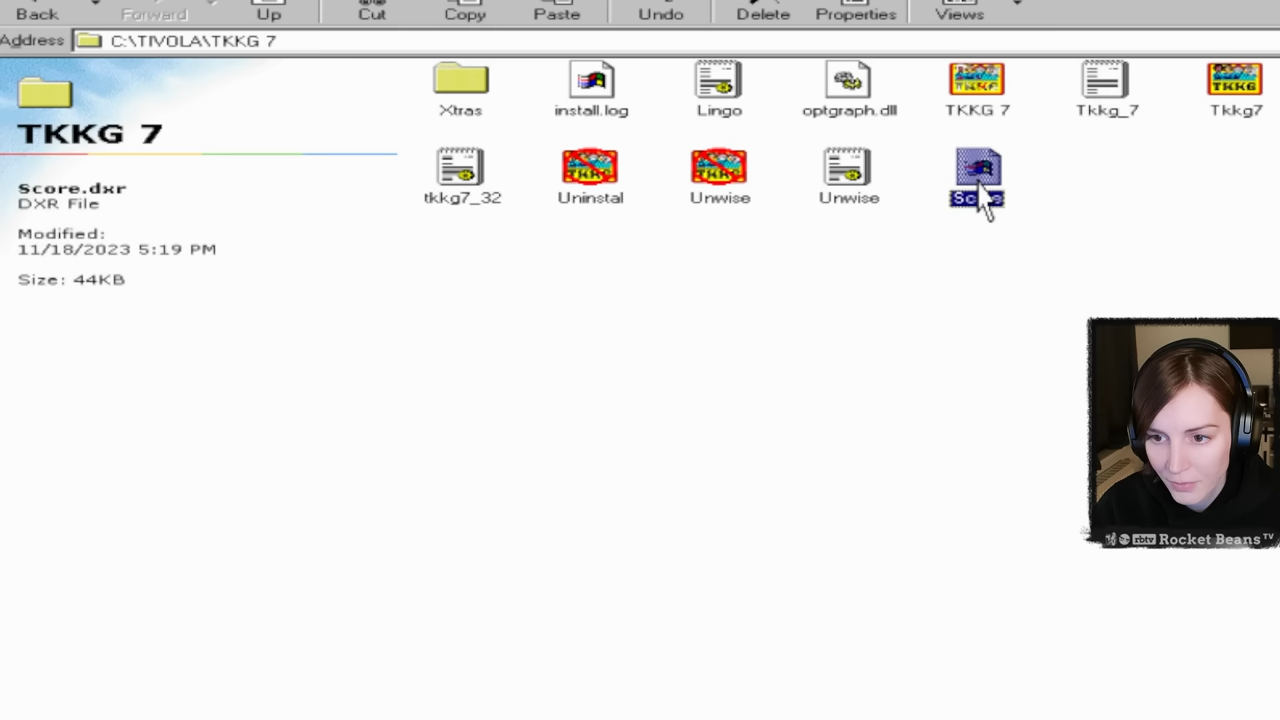 Back Forward Up Cut Copy Paste Undo Delete Properties Views
Address C:\TIVOLA\TKKG 7
TKKG 7
Score.dxr
DXR File
Modified:
11/18/2023 5:19 PM
Size: 44KB
Xtras install.log Lingo optgraph.dll TKKG 7 Tkkg_7 Tkkg7
tkkg7_32 Uninstal Unwise Unwise
rbtv Rocket Beans TV